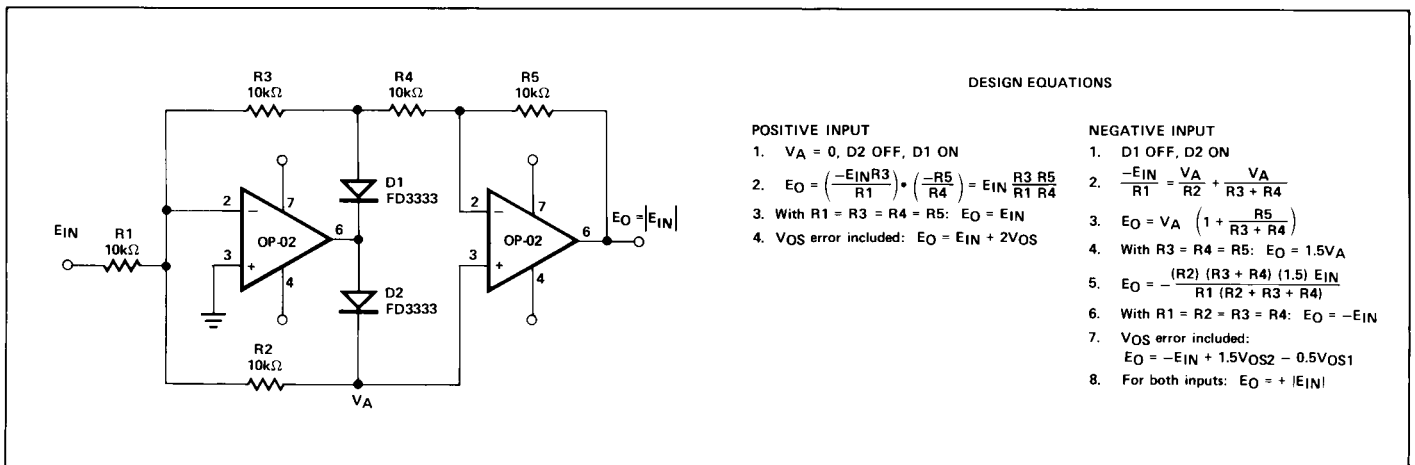 R3
10kΩ
R4
10kΩ
R5
10kΩ
D1
FD3333
2
7
−
OP-02
6
3
+
4
EIN
R1
10kΩ
D2
FD3333
R2
10kΩ
VA
2
7
−
OP-02
6
3
+
4
EO = |EIN|
DESIGN EQUATIONS
POSITIVE INPUT
1. VA = 0, D2 OFF, D1 ON
2. EO = (−EINR3 / R1) • (−R5 / R4) = EIN R3 R5 / R1 R4
3. With R1 = R3 = R4 = R5: EO = EIN
4. VOS error included: EO = EIN + 2VOS
NEGATIVE INPUT
1. D1 OFF, D2 ON
2. −EIN / R1 = VA / R2 + VA / R3 + R4
3. EO = VA (1 + R5 / R3 + R4)
4. With R3 = R4 = R5: EO = 1.5VA
5. EO = − (R2) (R3 + R4) (1.5) EIN / R1 (R2 + R3 + R4)
6. With R1 = R2 = R3 = R4: EO = −EIN
7. VOS error included:
EO = −EIN + 1.5VOS2 − 0.5VOS1
8. For both inputs: EO = + |EIN|